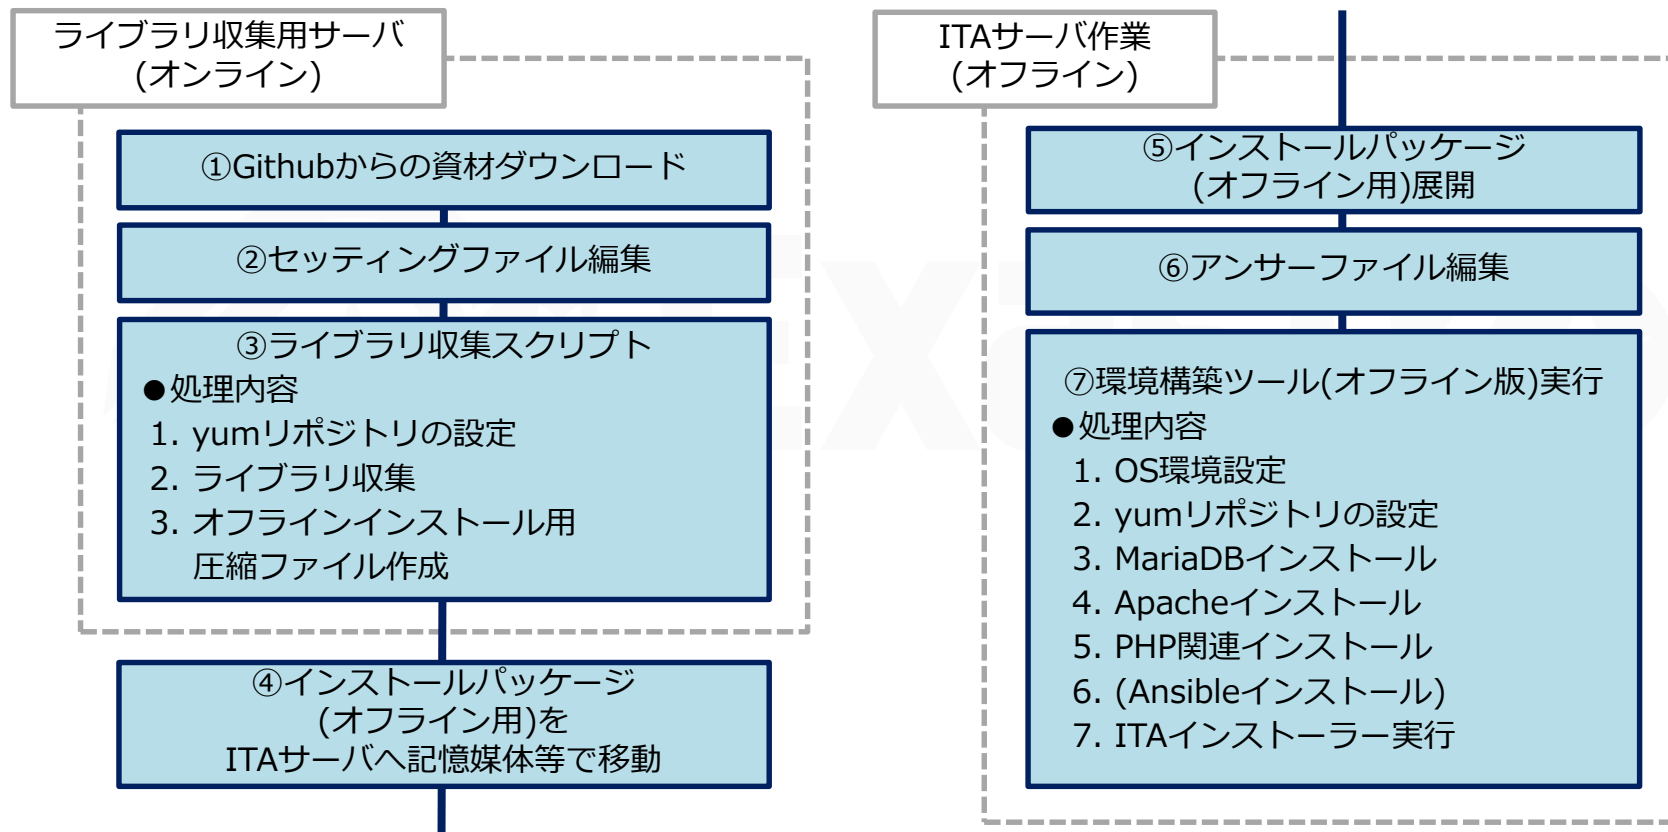 ライブラリ収集用サーバ
(オンライン)
①Githubからの資材ダウンロード
②セッティングファイル編集
③ライブラリ収集スクリプト
●処理内容
1. yumリポジトリの設定
2. ライブラリ収集
3. オフラインインストール用
圧縮ファイル作成
④インストールパッケージ
(オフライン用)を
ITAサーバへ記憶媒体等で移動
ITAサーバ作業
(オフライン)
⑤インストールパッケージ
(オフライン用)展開
⑥アンサーファイル編集
⑦環境構築ツール(オフライン版)実行
●処理内容
1. OS環境設定
2. yumリポジトリの設定
3. MariaDBインストール
4. Apacheインストール
5. PHP関連インストール
6. (Ansibleインストール)
7. ITAインストーラー実行